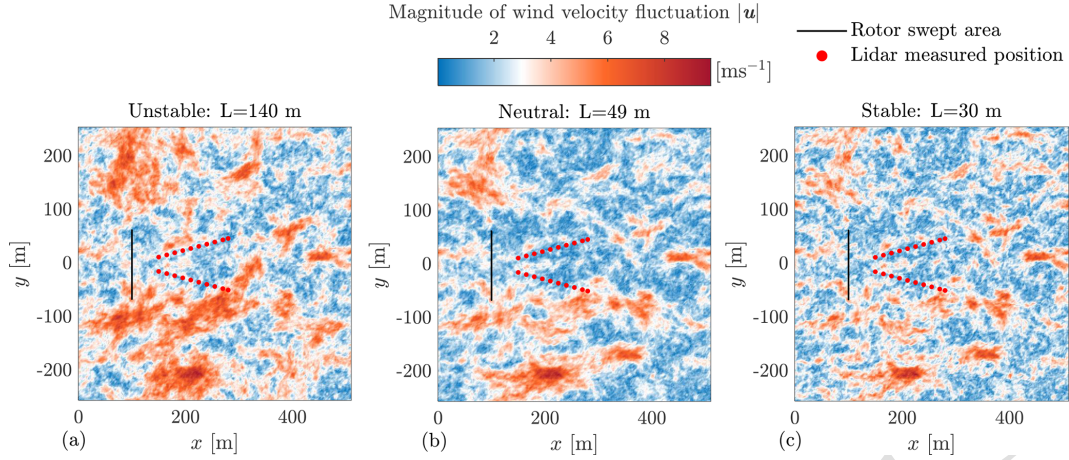 Magnitude of wind velocity fluctuation |u|
2 4 6 8
[ms⁻¹]
Rotor swept area
Lidar measured position
Unstable: L=140 m
200
100
0
-100
-200
y [m]
0 200 400
x [m]
(a)
Neutral: L=49 m
200
100
0
-100
-200
y [m]
0 200 400
x [m]
(b)
Stable: L=30 m
200
100
0
-100
-200
y [m]
0 200 400
x [m]
(c)